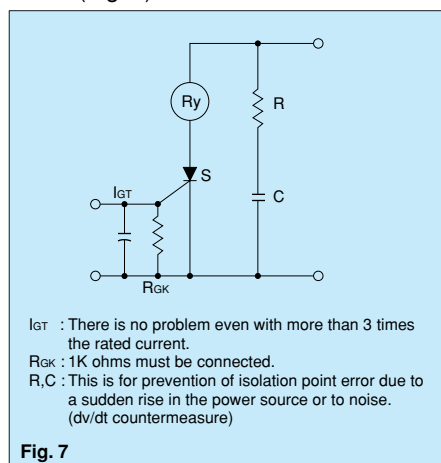 Ry
R
S
IGT
C
RGK
IGT : There is no problem even with more than 3 times
the rated current.
RGK : 1K ohms must be connected.
R,C : This is for prevention of isolation point error due to
a sudden rise in the power source or to noise.
(dv/dt countermeasure)
Fig. 7